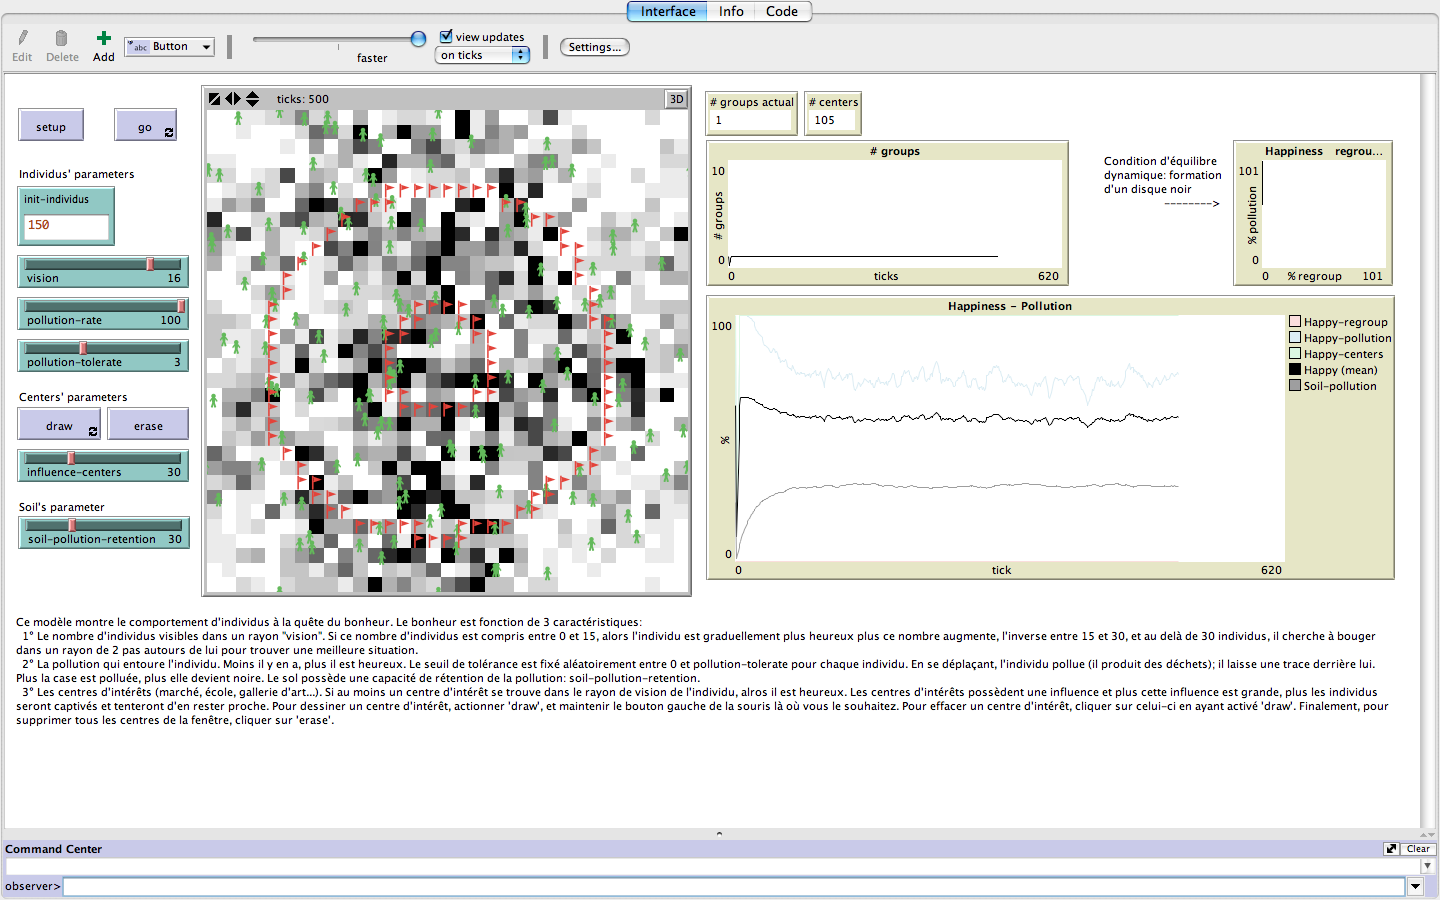 Interface Info Code
Edit Delete Add abc Button faster view updates on ticks Settings...
setup go
Individus' parameters
init-individus
150
vision 16
pollution-rate 100
pollution-tolerate 3
Centers' parameters
draw erase
influence-centers 30
Soil's parameter
soil-pollution-retention 30
ticks: 500 3D
# groups actual
1
# centers
105
# groups
10
# groups
0
0 ticks 620
Condition d'équilibre
dynamique: formation
d'un disque noir
-------->
Happiness regrou...
101
% pollution
0
0 % regroup 101
Happiness - Pollution
100
%
0
0 tick 620
Happy-regroup
Happy-pollution
Happy-centers
Happy (mean)
Soil-pollution
Ce modèle montre le comportement d'individus à la quête du bonheur. Le bonheur est fonction de 3 caractéristiques:
1° Le nombre d'individus visibles dans un rayon "vision". Si ce nombre d'individus est compris entre 0 et 15, alors l'individu est graduellement plus heureux plus ce nombre augmente, l'inverse entre 15 et 30, et au delà de 30 individus, il cherche à bouger
dans un rayon de 2 pas autours de lui pour trouver une meilleure situation.
2° La pollution qui entoure l'individu. Moins il y en a, plus il est heureux. Le seuil de tolérance est fixé aléatoirement entre 0 et pollution-tolerate pour chaque individu. En se déplaçant, l'individu pollue (il produit des déchets); il laisse une trace derrière lui.
Plus la case est polluée, plus elle devient noire. Le sol possède une capacité de rétention de la pollution: soil-pollution-retention.
3° Les centres d'intérêts (marché, école, gallerie d'art...). Si au moins un centre d'intérêt se trouve dans le rayon de vision de l'individu, alros il est heureux. Les centres d'intérêts possèdent une influence et plus cette influence est grande, plus les individus
seront captivés et tenteront d'en rester proche. Pour dessiner un centre d'intérêt, actionner 'draw', et maintenir le bouton gauche de la souris là où vous le souhaitez. Pour effacer un centre d'intérêt, cliquer sur celui-ci en ayant activé 'draw'. Finalement, pour
supprimer tous les centres de la fenêtre, cliquer sur 'erase'.
Command Center Clear
observer>